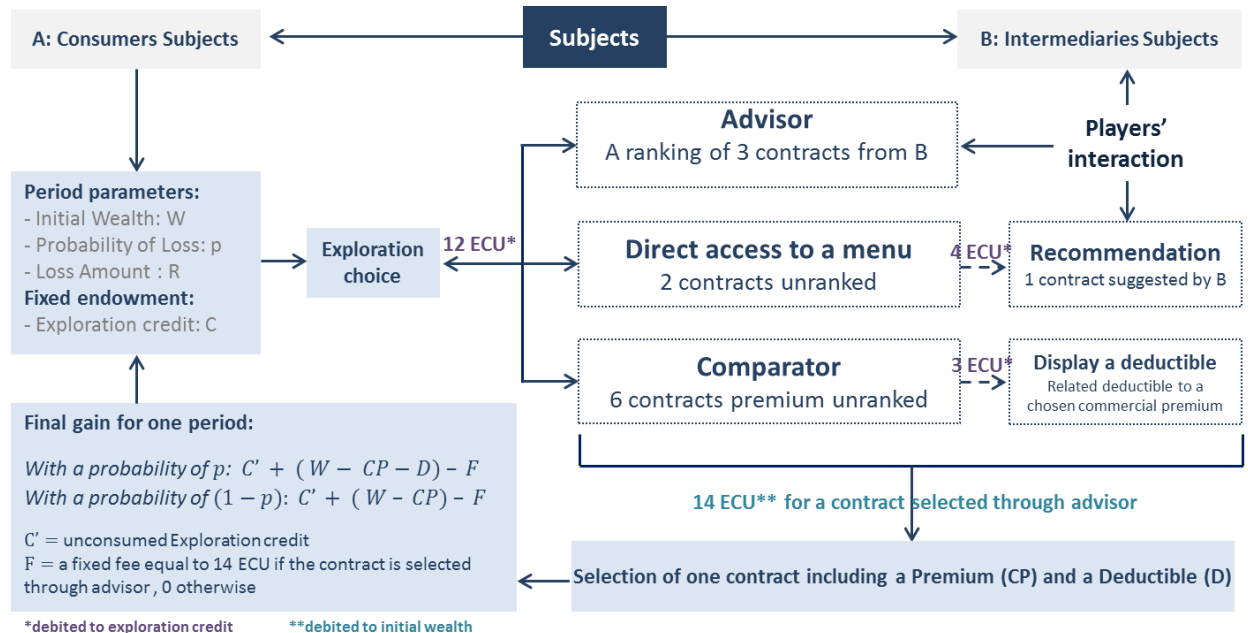 A: Consumers Subjects
Subjects
B: Intermediaries Subjects
Advisor
A ranking of 3 contracts from B
Players'
interaction
Period parameters:
- Initial Wealth: W
- Probability of Loss: p
- Loss Amount : R
Fixed endowment:
- Exploration credit: C
Exploration
choice
12 ECU*
Direct access to a menu
2 contracts unranked
4 ECU*
Recommendation
1 contract suggested by B
Comparator
6 contracts premium unranked
3 ECU*
Display a deductible
Related deductible to a
chosen commercial premium
Final gain for one period:
With a probability of p: C' + ( W − CP − D) − F
With a probability of (1 − p): C' + ( W − CP) − F
C' = unconsumed Exploration credit
F = a fixed fee equal to 14 ECU if the contract is selected
through advisor , 0 otherwise
14 ECU** for a contract selected through advisor
Selection of one contract including a Premium (CP) and a Deductible (D)
*debited to exploration credit
**debited to initial wealth